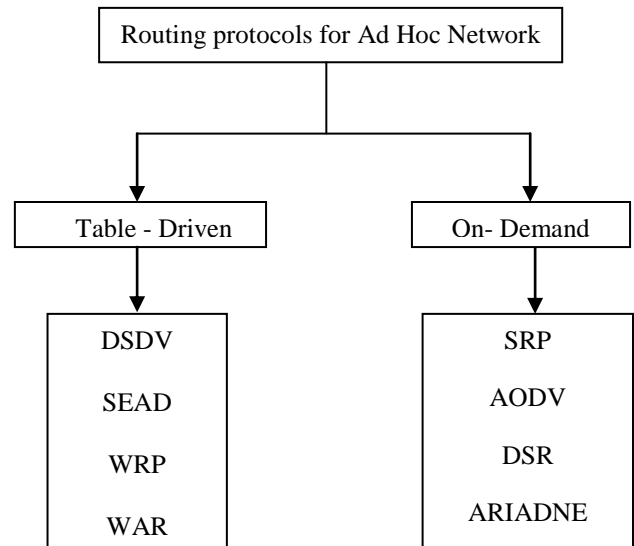 Routing protocols for Ad Hoc Network
Table - Driven
On- Demand
DSDV
SEAD
WRP
WAR
SRP
AODV
DSR
ARIADNE